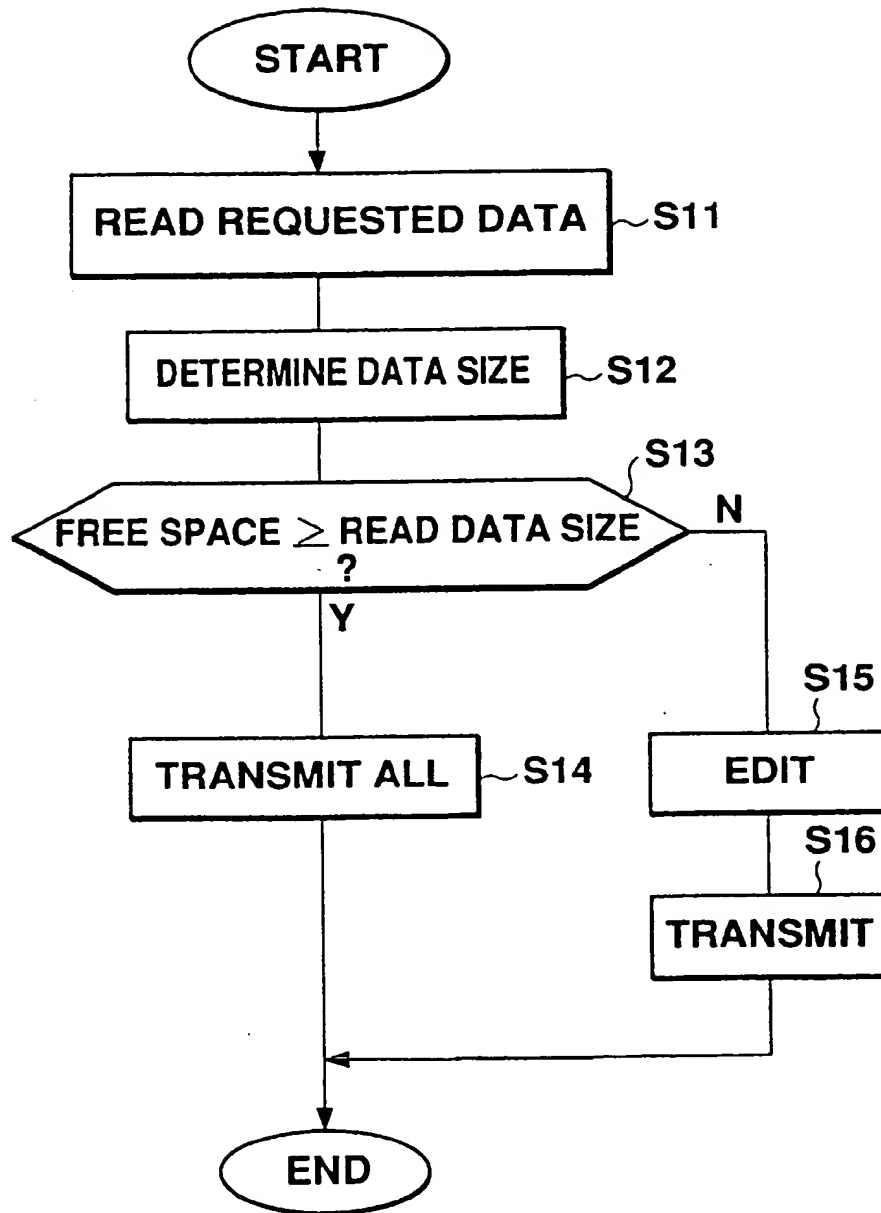 START
READ REQUESTED DATA
S11
DETERMINE DATA SIZE
S12
S13
FREE SPACE ≥ READ DATA SIZE
?
N
Y
S15
TRANSMIT ALL
S14
EDIT
S16
TRANSMIT
END